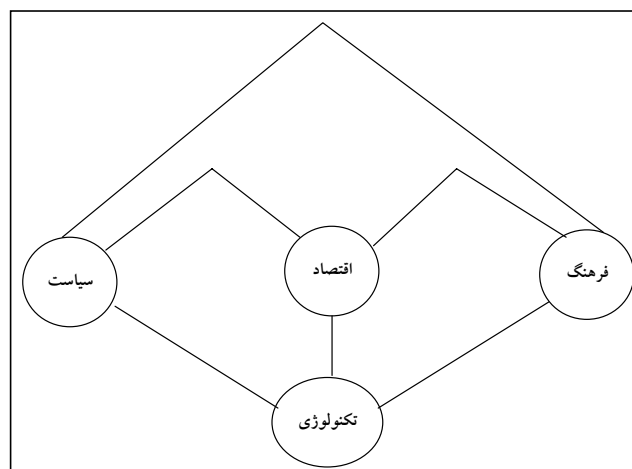 فرهنگ
اقتصاد
سیاست
تکنولوژی